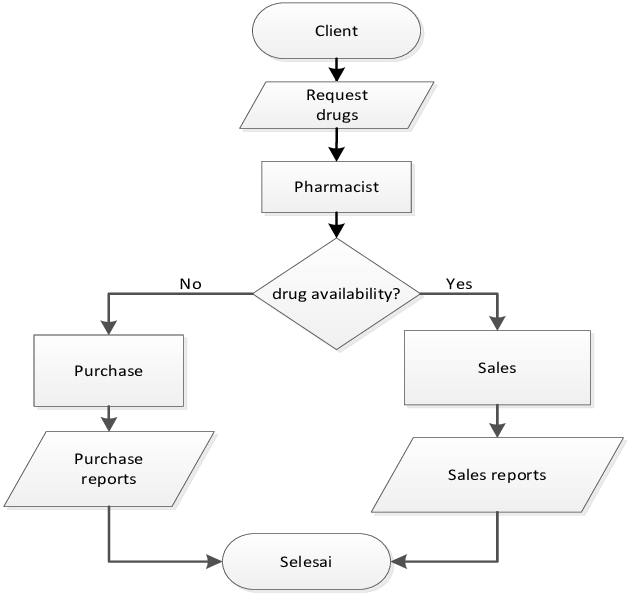 Client
Request
drugs
Pharmacist
drug availability?
No
Yes
Purchase
Sales
Purchase
reports
Sales reports
Selesai